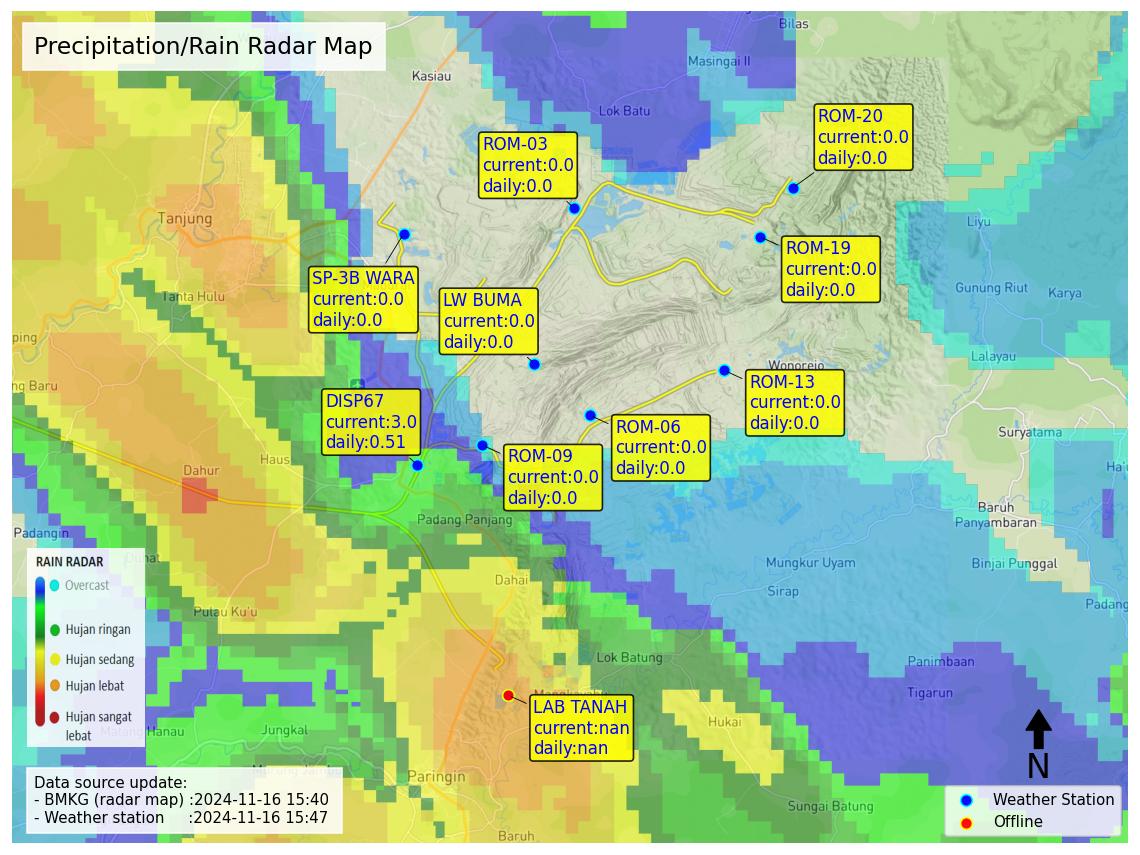 Precipitation/Rain Radar Map
Bilas
Masingai II
Kasiau
Lok Batu
ROM-20
current:0.0
daily:0.0
ROM-03
current:0.0
daily:0.0
Tanjung
Liyu
ROM-19
current:0.0
daily:0.0
SP-3B WARA
current:0.0
daily:0.0
LW BUMA
current:0.0
daily:0.0
Tanta Hulu
Gunung Riut
Karya
ping
Lalayau
Wonorejo
ng Baru
ROM-13
current:0.0
daily:0.0
DISP67
current:3.0
daily:0.51
ROM-06
current:0.0
daily:0.0
Suryatama
Haus
Dahur
ROM-09
current:0.0
daily:0.0
Ha'u
Baruh
Panyambaran
Padang Panjang
Padangin
Mungkur Uyam
Binjai Punggal
Dahai
Sirap
Padang
Pulau Ku'u
RAIN RADAR
Overcast
Hujan ringan
Hujan sedang
Hujan lebat
Hujan sangat
lebat
Lok Batung
Panimbaan
Tigarun
LAB TANAH
current:nan
daily:nan
Hukai
Hanau
Jungkal
Paringin
Sungai Batung
Baruh
N
Data source update:
- BMKG (radar map) :2024-11-16 15:40
- Weather station :2024-11-16 15:47
Weather Station
Offline